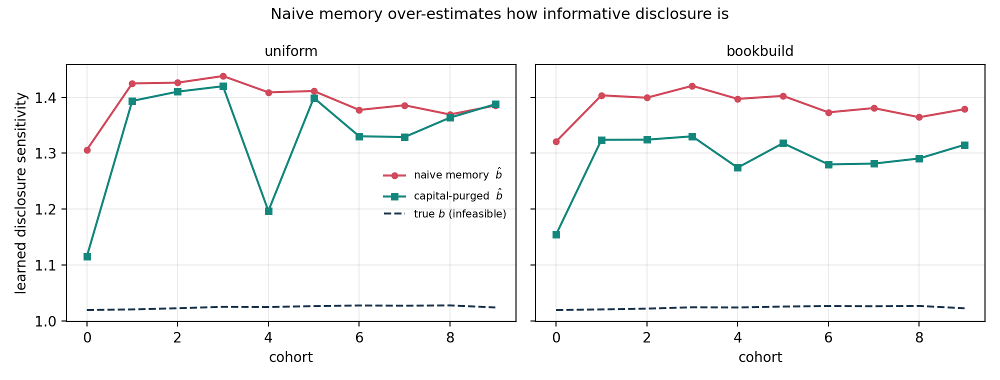 Naive memory over-estimates how informative disclosure is
uniform
learned disclosure sensitivity
1.4
1.3
1.2
1.1
1.0
naive memory b̂
capital-purged b̂
true b (infeasible)
0 2 4 6 8
cohort
bookbuild
0 2 4 6 8
cohort